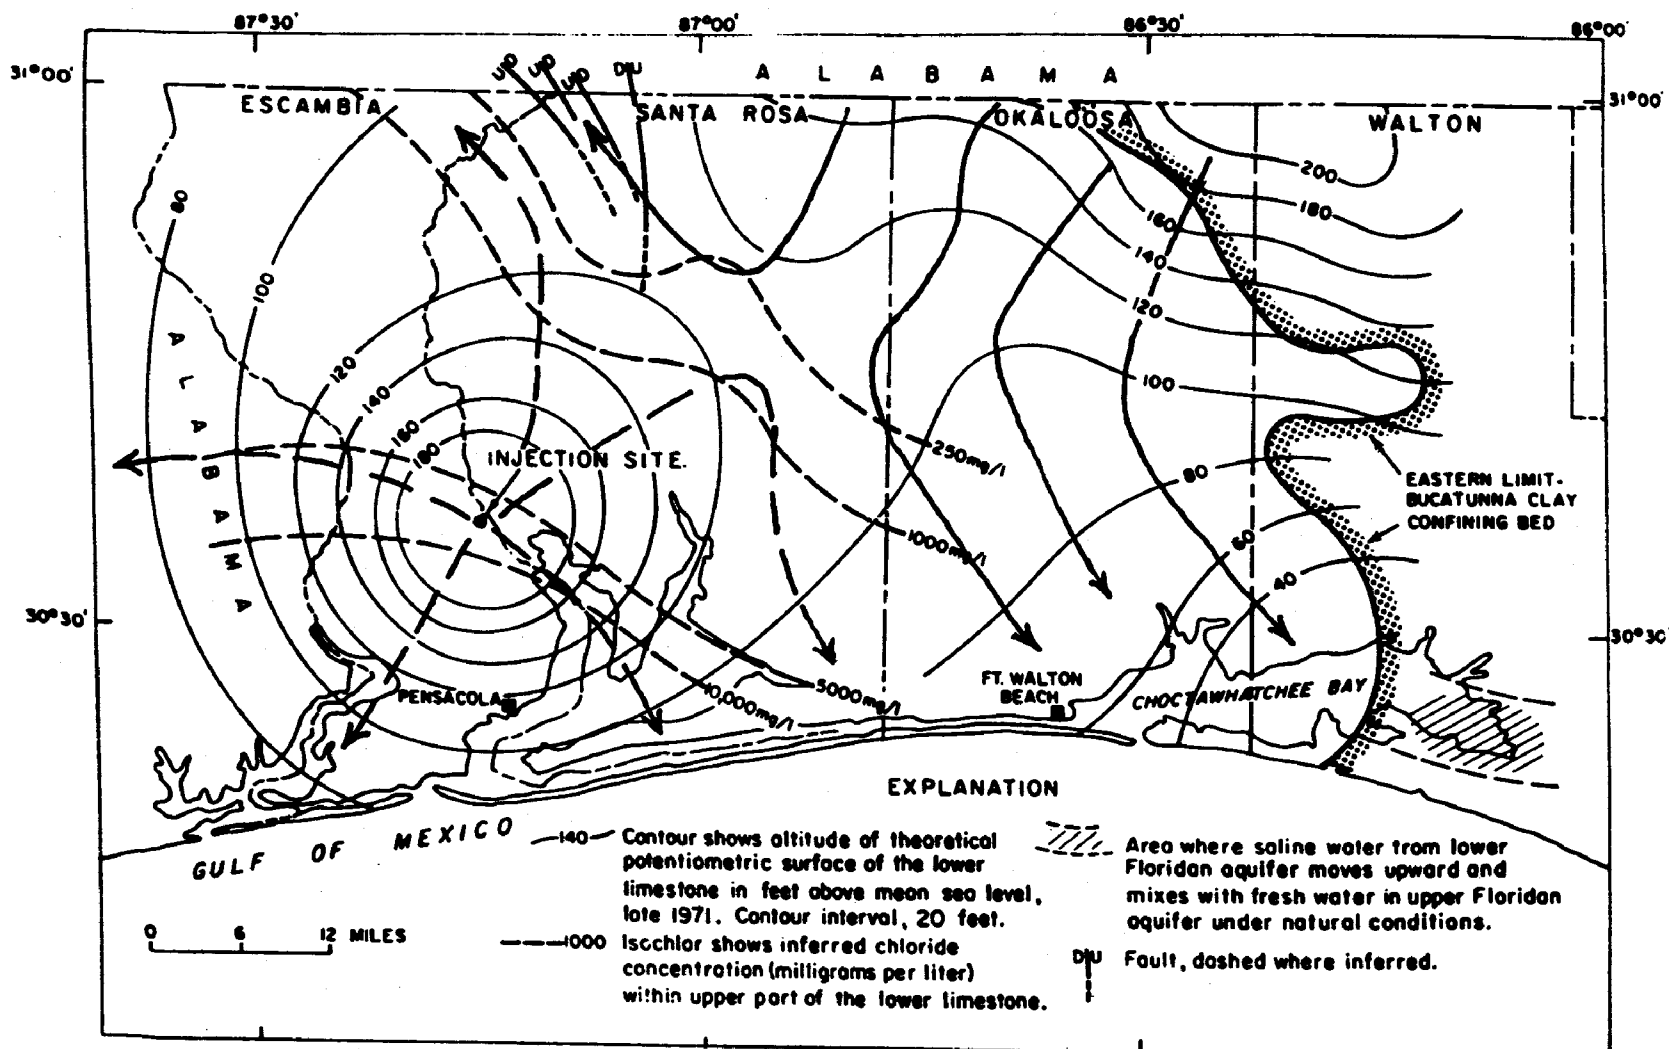 87°30'
87°00'
86°30'
86°00'
31°00'
31°00'
U D
U D
U D
D U
A L A B A M A
ESCAMBIA
SANTA ROSA
OKALOOSA
WALTON
200
180
160
140
120
100
80
60
40
80
100
120
140
160
180
A L A B A M A
INJECTION SITE.
250mg/l
1000mg/l
5000mg/l
10,000mg/l
EASTERN LIMIT-
BUCATUNNA CLAY
CONFINING BED
30°30'
30°30'
PENSACOLA
FT. WALTON
BEACH
CHOCTAWHATCHEE BAY
GULF OF MEXICO
EXPLANATION
140 Contour shows altitude of theoretical
potentiometric surface of the lower
limestone in feet above mean sea level,
late 1971. Contour interval, 20 feet.
1000 Isochlor shows inferred chloride
concentration (milligrams per liter)
within upper part of the lower limestone.
Area where saline water from lower
Floridan aquifer moves upward and
mixes with fresh water in upper Floridan
aquifer under natural conditions.
D U Fault, dashed where inferred.
0 6 12 MILES